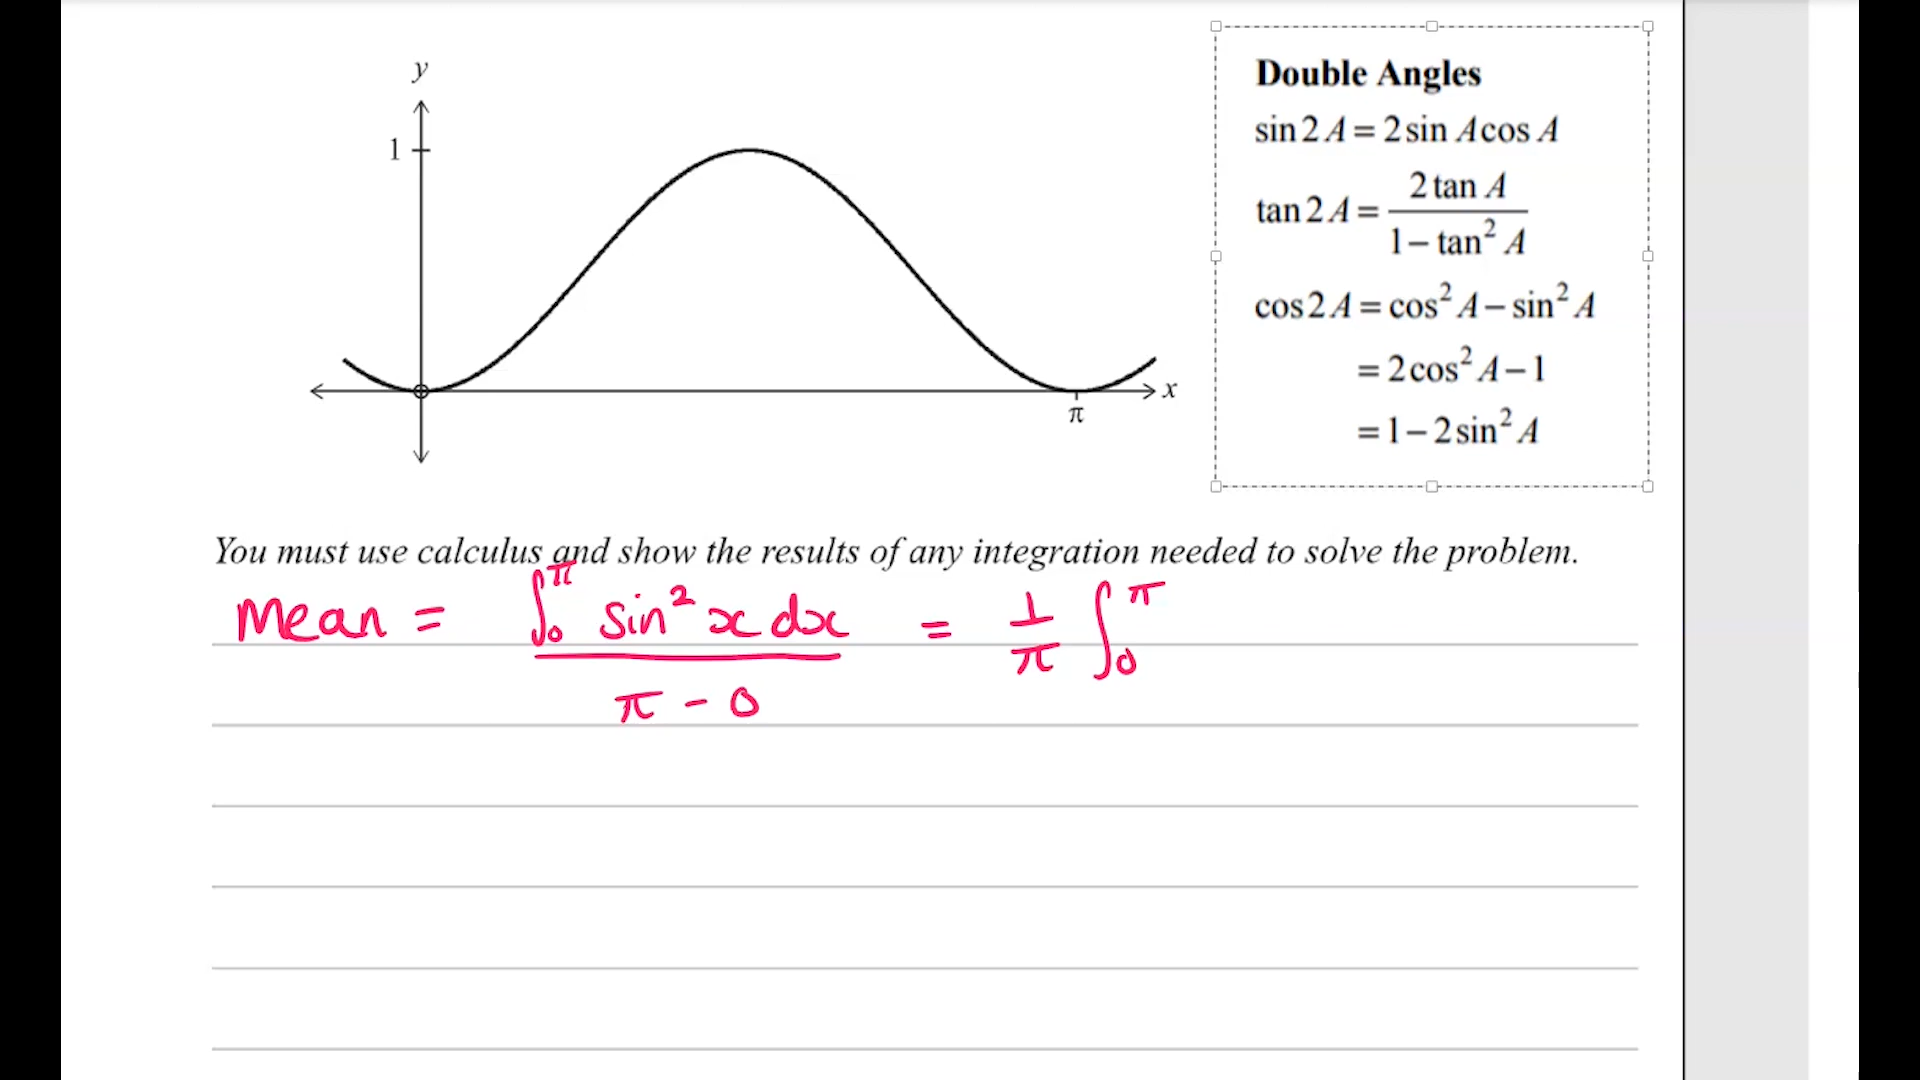 y
1
x
π
Double Angles
sin 2A = 2 sin A cos A
tan 2A = 2 tan A / 1 − tan² A
cos 2A = cos² A − sin² A
= 2 cos² A − 1
= 1 − 2 sin² A
You must use calculus and show the results of any integration needed to solve the problem.
Mean = ∫₀^π sin² x dx / π - 0 = 1/π ∫₀^π